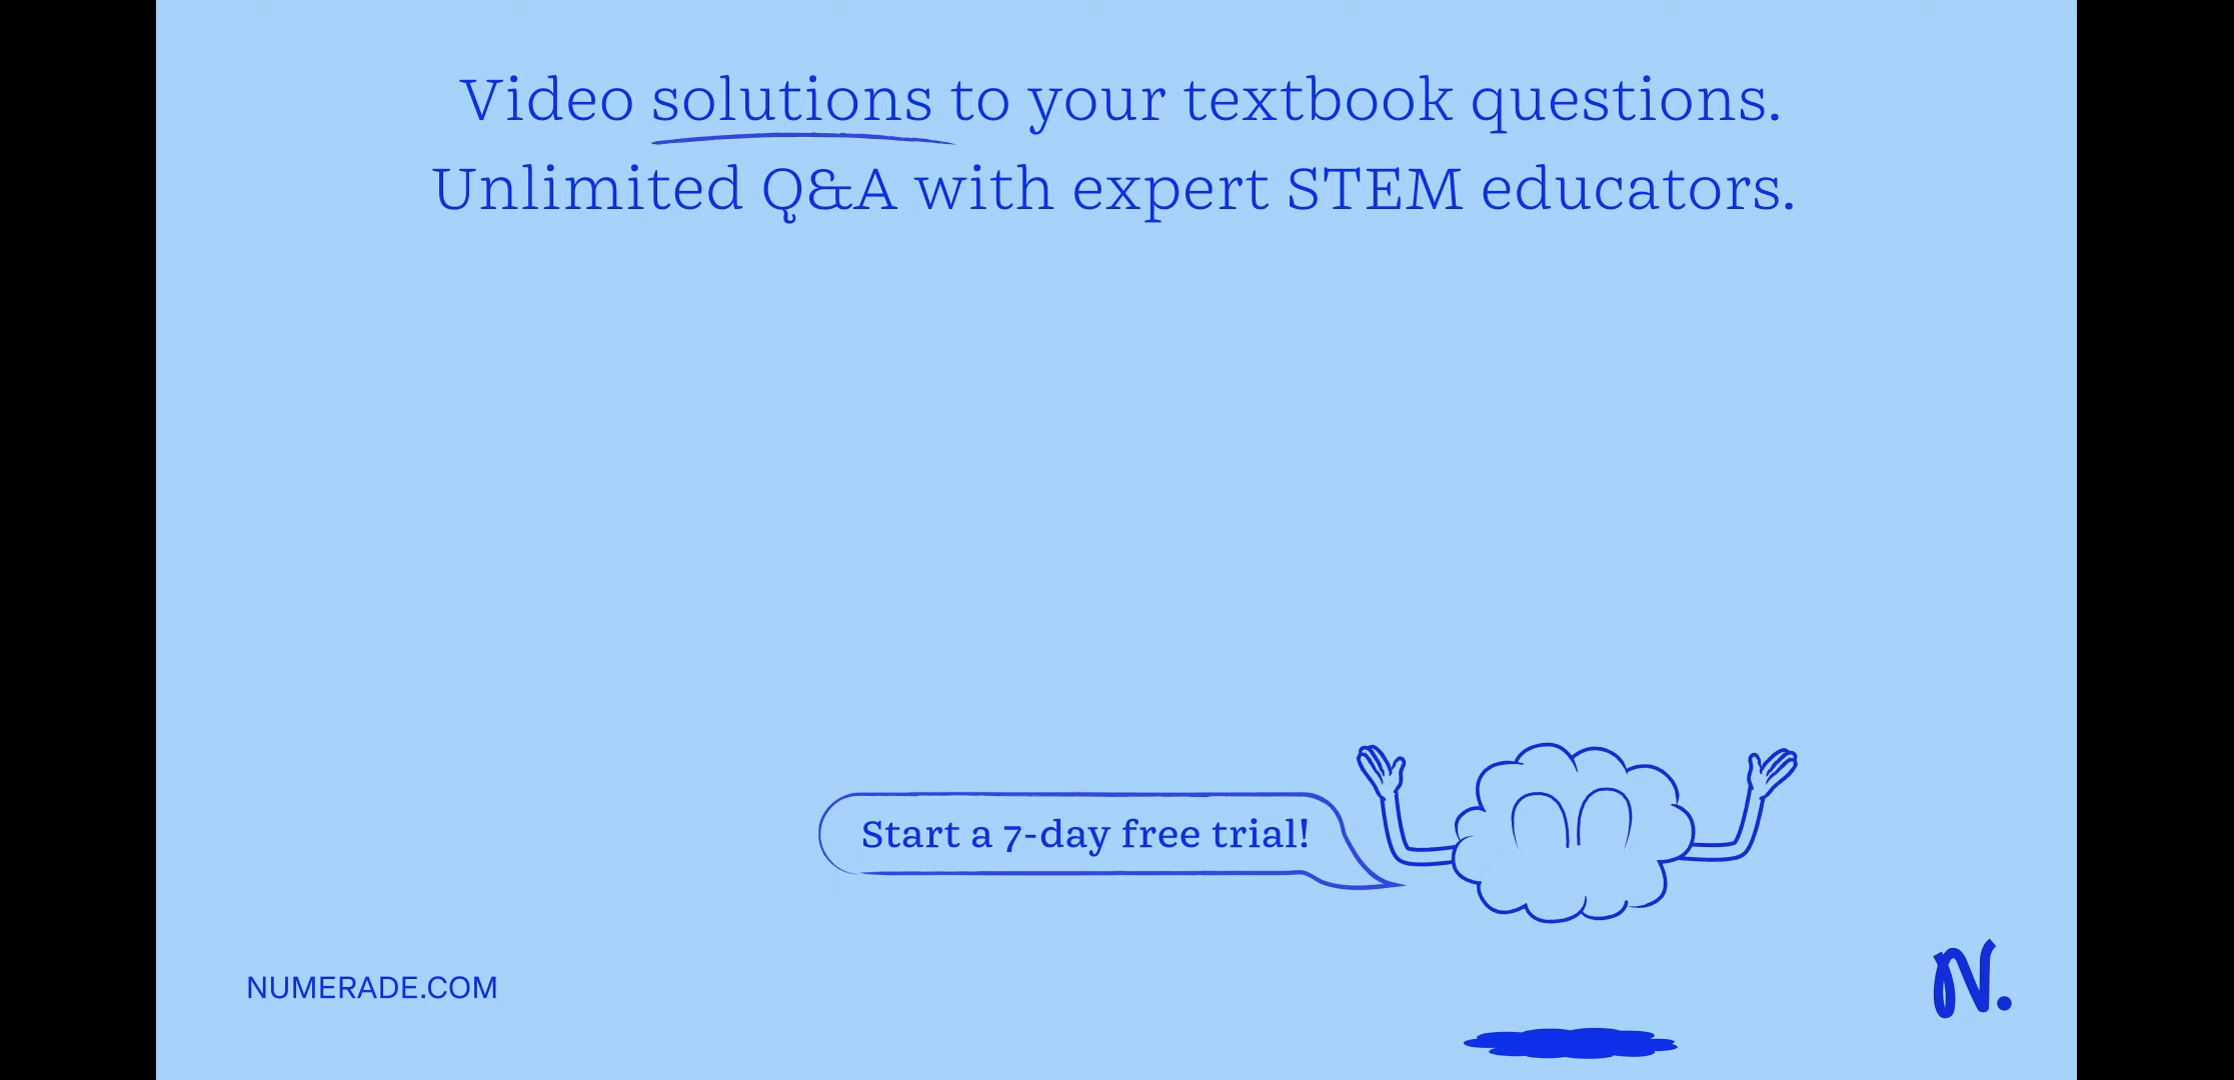 Video solutions to your textbook questions.
Unlimited Q&A with expert STEM educators.
Start a 7-day free trial!
NUMERADE.COM
N.